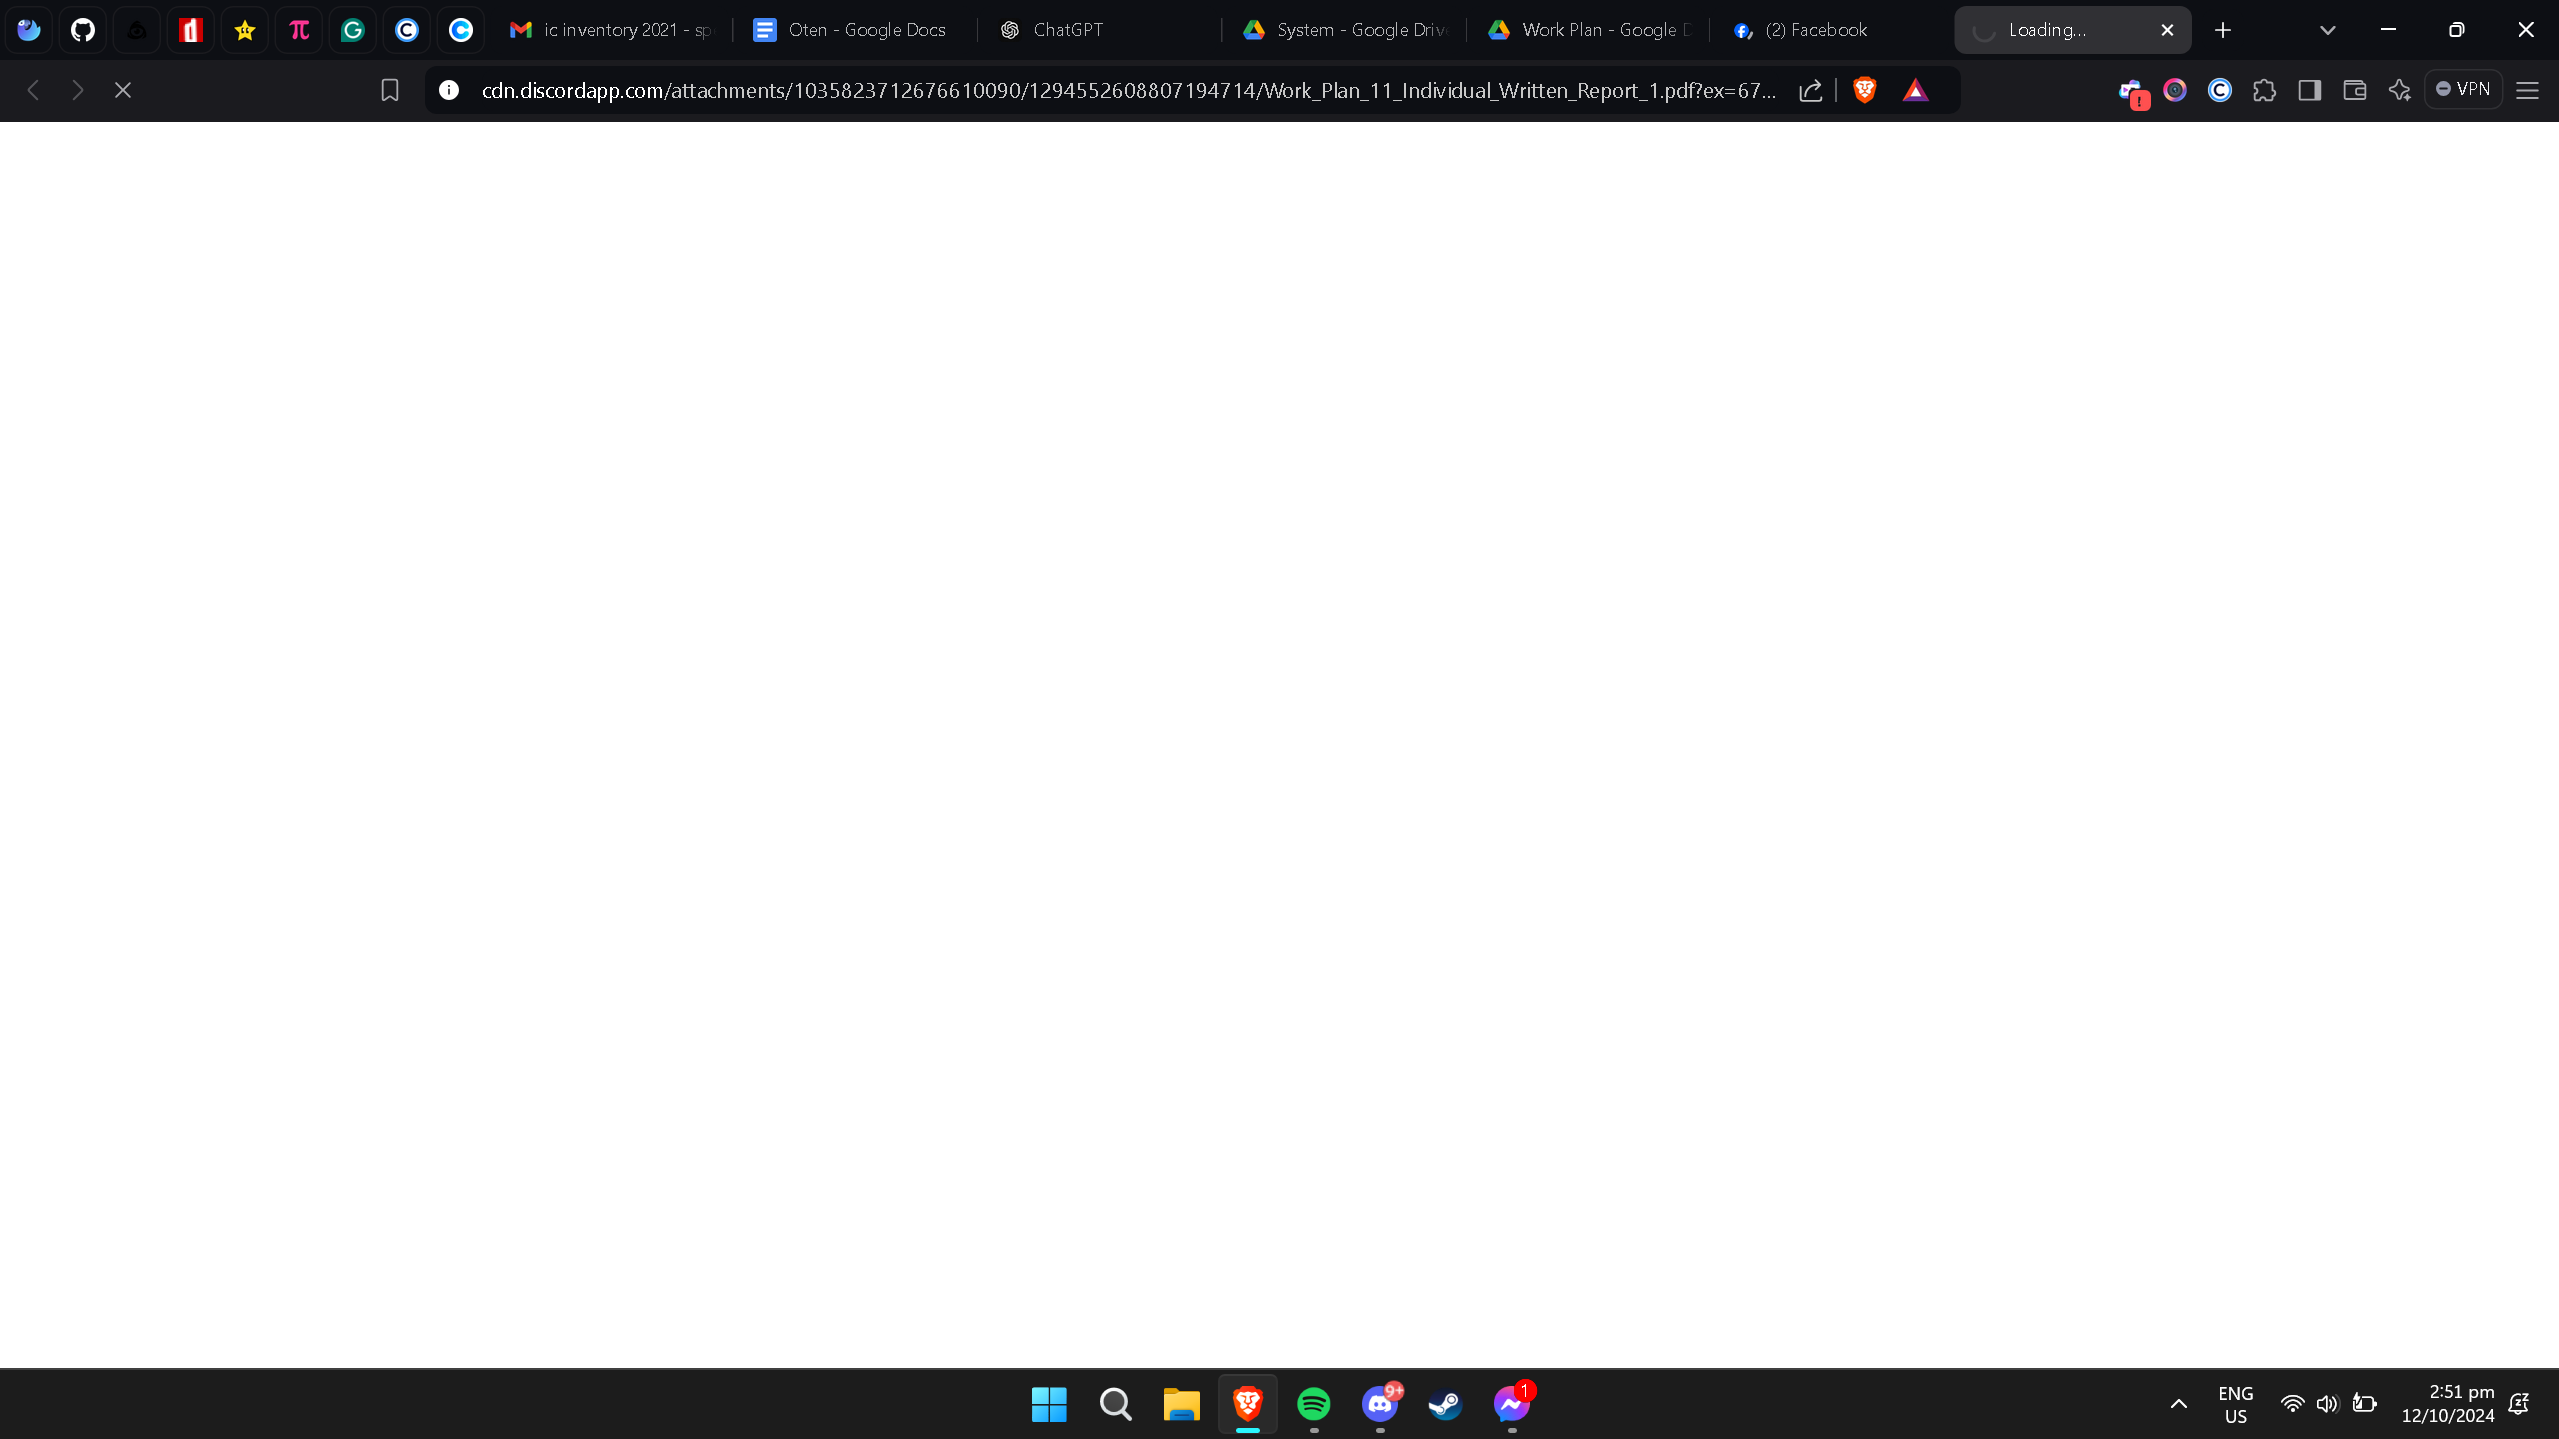 ic inventory 2021 - sp
Oten - Google Docs
ChatGPT
System - Google Drive
Work Plan - Google D
(2) Facebook
Loading...
cdn.discordapp.com/attachments/1035823712676610090/1294552608807194714/Work_Plan_11_Individual_Written_Report_1.pdf?ex=67...
VPN
9+
1
ENG
US
2:51 pm
12/10/2024